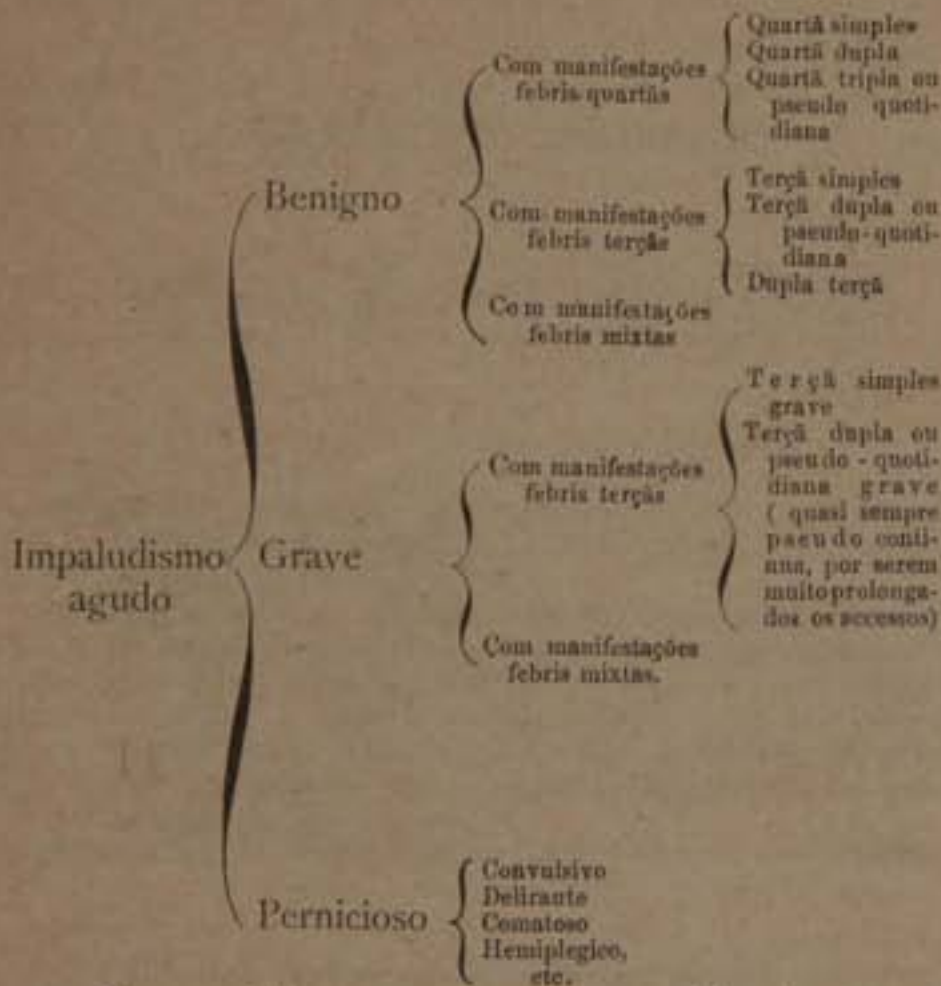 Quartã simples
Quartã dupla
Quartã tripla ou
pseudo quoti-
diana
Com manifestações
febris quartãs
Benigno
Terçã simples
Terçã dupla ou
pseudo-quoti-
diana
Dupla terçã
Com manifestações
febris terçãs
Com manifestações
febris mixtas
Impaludismo
agudo
Grave
Com manifestações
febris terçãs
Terçã simples
grave
Terçã dupla ou
pseudo-quoti-
diana grave
(quasi sempre
pseudo conti-
nua, por serem
muito prolonga-
dos os accessos)
Com manifestações
febris mixtas.
Pernicioso
Convulsivo
Delirante
Comatoso
Hemiplegico,
etc.